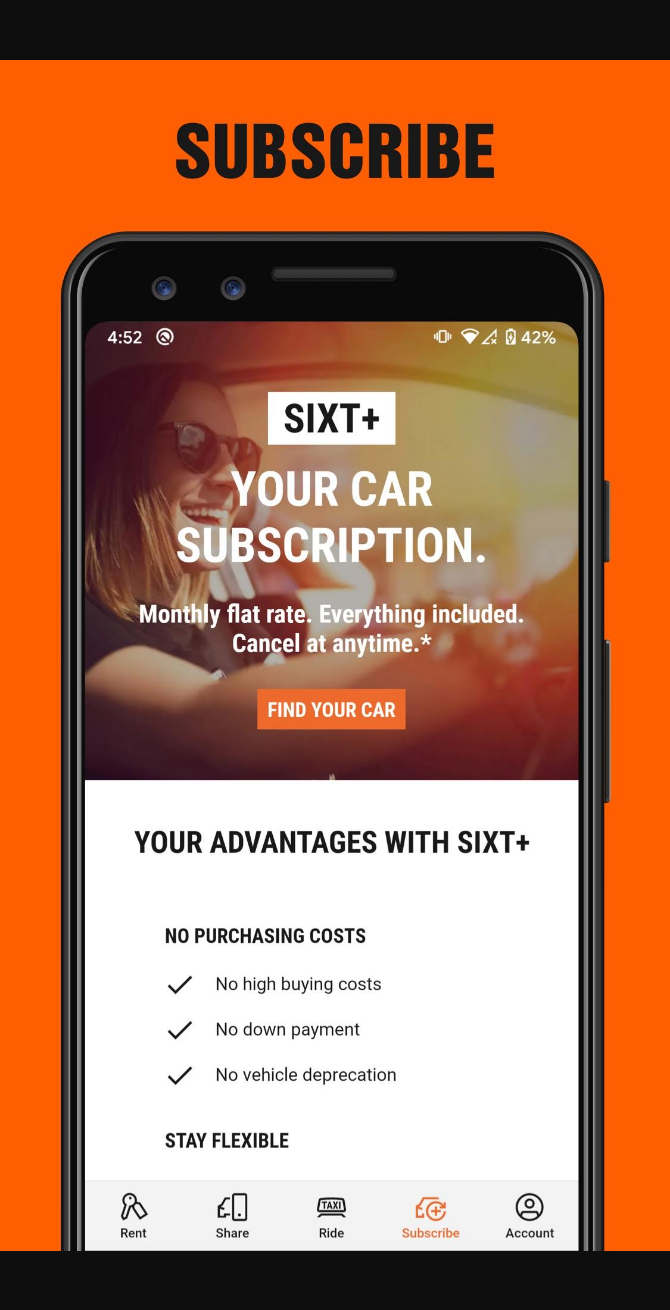 SUBSCRIBE
4:52
42%
SIXT+
YOUR CAR
SUBSCRIPTION.
Monthly flat rate. Everything included.
Cancel at anytime.*
FIND YOUR CAR
YOUR ADVANTAGES WITH SIXT+
NO PURCHASING COSTS
No high buying costs
No down payment
No vehicle deprecation
STAY FLEXIBLE
TAXI
Rent Share Ride Subscribe Account